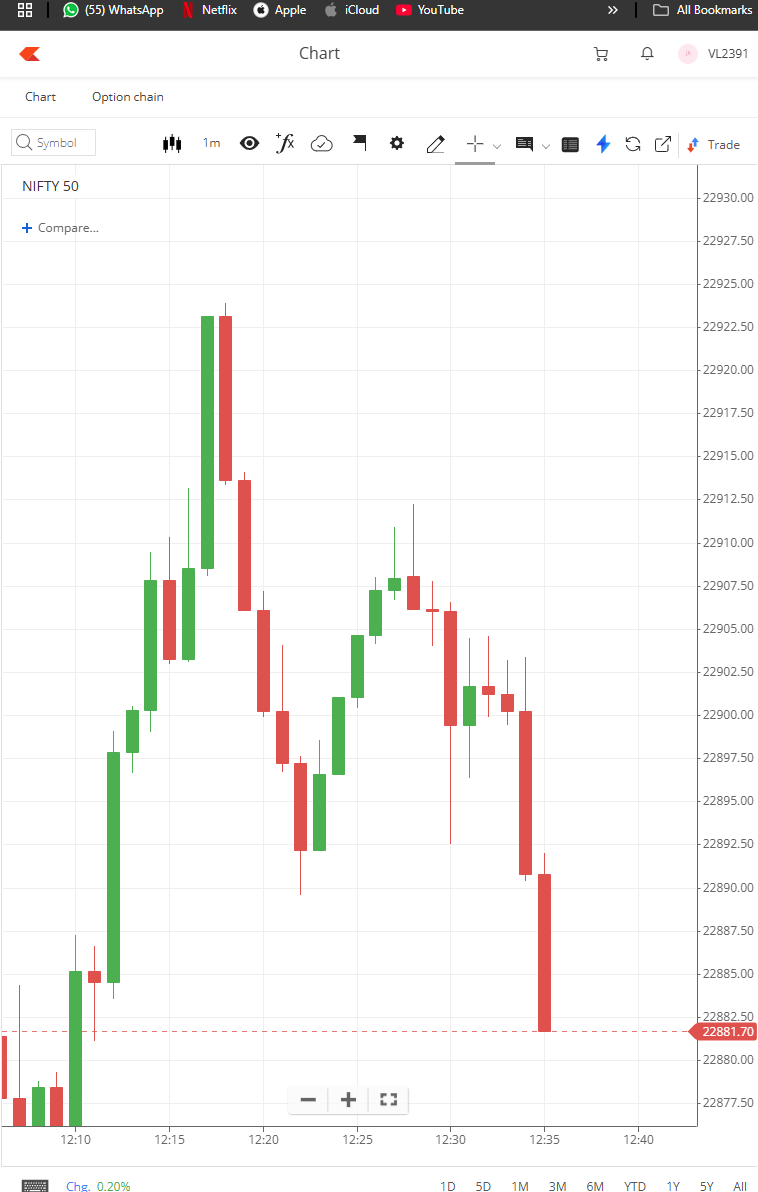 (55) WhatsApp Netflix Apple iCloud YouTube » All Bookmarks
Chart VL2391
Chart Option chain
Symbol 1m Trade
NIFTY 50
+ Compare...
22930.00
22927.50
22925.00
22922.50
22920.00
22917.50
22915.00
22912.50
22910.00
22907.50
22905.00
22902.50
22900.00
22897.50
22895.00
22892.50
22890.00
22887.50
22885.00
22882.50
22881.70
22880.00
22877.50
12:10 12:15 12:20 12:25 12:30 12:35 12:40
Chg. 0.20% 1D 5D 1M 3M 6M YTD 1Y 5Y All